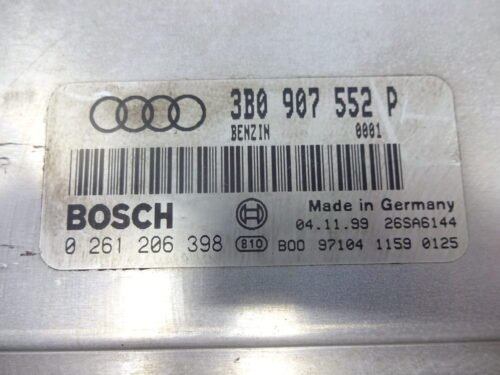 3B0 907 552 P
BENZIN 0001
BOSCH
Made in Germany
04.11.99 26SA6144
0 261 206 398 810 B00 97104 1159 0125